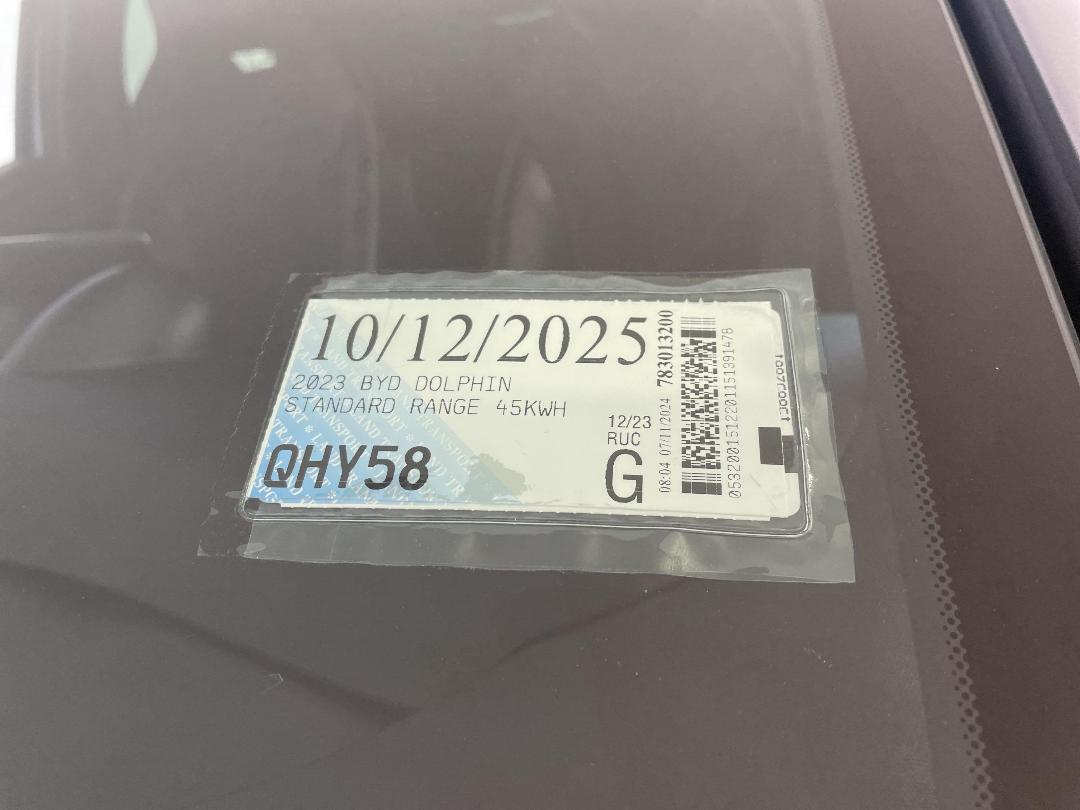 10/12/2025
2023 BYD DOLPHIN
STANDARD RANGE 45KWH
QHY58
12/23
RUC
G
08:04 07/11/2024 783013200
0532001512201151391478